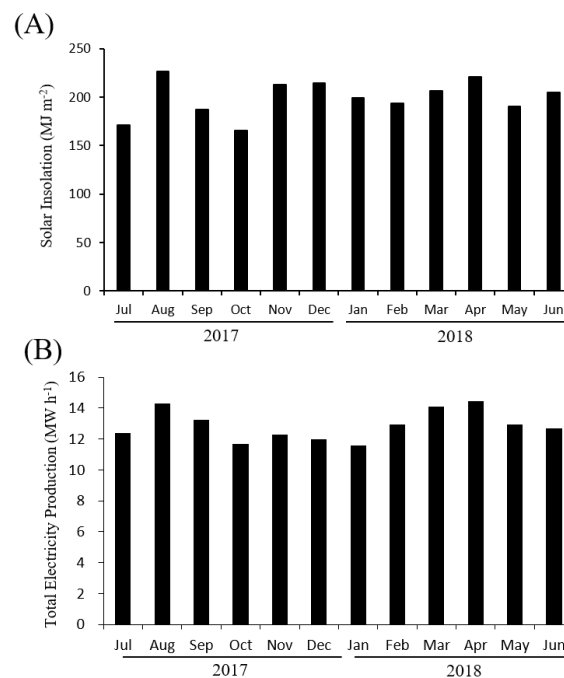 (A)
Solar Insolation (MJ m⁻²)
250
200
150
100
50
0
Jul Aug Sep Oct Nov Dec Jan Feb Mar Apr May Jun
2017 2018
(B)
Total Electricity Production (MW h⁻¹)
16
14
12
10
8
6
4
2
0
Jul Aug Sep Oct Nov Dec Jan Feb Mar Apr May Jun
2017 2018